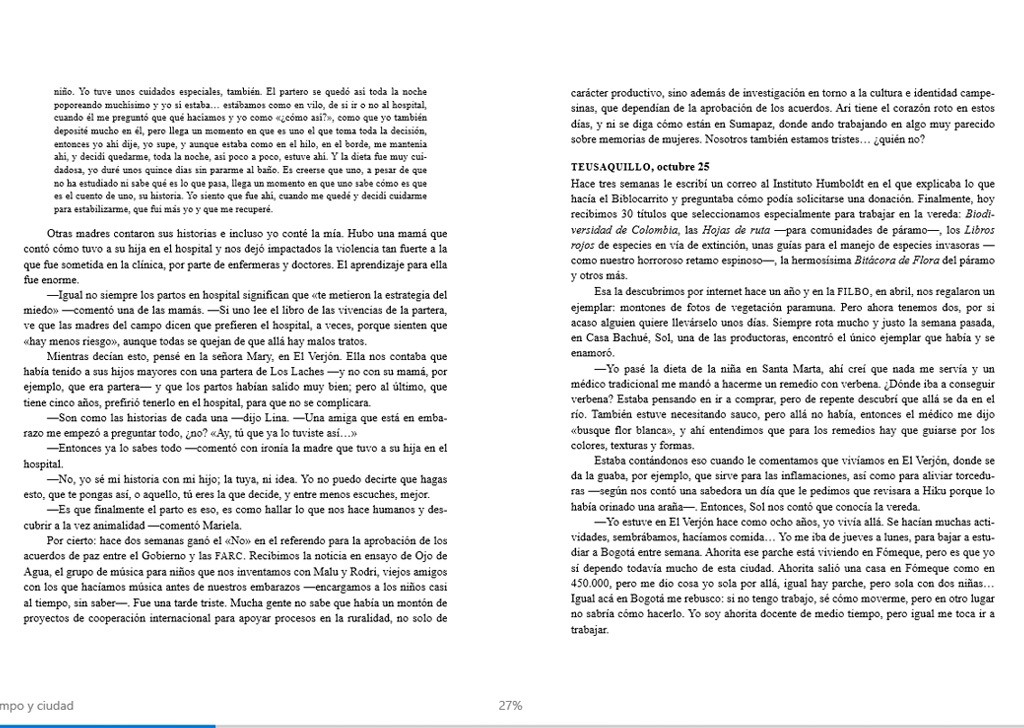 niño. Yo tuve unos cuidados especiales, también. El partero se quedó así toda la noche
poporeando muchísimo y yo si estaba… estábamos como en vilo, de si ir o no al hospital,
cuando él me preguntó que qué hacíamos y yo como «¿cómo así?», como que yo también
deposité mucho en él, pero llega un momento en que es uno el que toma toda la decisión,
entonces yo ahí dije, yo supe, y aunque estaba como en el hilo, en el borde, me mantenía
ahí, y decidí quedarme, toda la noche, así poco a poco, estuve ahí. Y la dieta fue muy cui-
dadosa, yo duré unos quince días sin pararme al baño. Es creerse que uno, a pesar de que
no ha estudiado ni sabe qué es lo que pasa, llega un momento en que uno sabe cómo es que
es el cuento de uno, su historia. Yo siento que fue ahí, cuando me quedé y decidí cuidarme
para estabilizarme, que fui más yo y que me recuperé.
Otras madres contaron sus historias e incluso yo conté la mía. Hubo una mamá que
contó cómo tuvo a su hija en el hospital y nos dejó impactados la violencia tan fuerte a la
que fue sometida en la clínica, por parte de enfermeras y doctores. El aprendizaje para ella
fue enorme.
—Igual no siempre los partos en hospital significan que «te metieron la estrategia del
miedo» —comentó una de las mamás. —Si uno lee el libro de las vivencias de la partera,
ve que las madres del campo dicen que prefieren el hospital, a veces, porque sienten que
«hay menos riesgo», aunque todas se quejan de que allá hay malos tratos.
Mientras decían esto, pensé en la señora Mary, en El Verjón. Ella nos contaba que
había tenido a sus hijos mayores con una partera de Los Laches —y no con su mamá, por
ejemplo, que era partera— y que los partos habían salido muy bien; pero al último, que
tiene cinco años, prefirió tenerlo en el hospital, para que no se complicara.
—Son como las historias de cada una —dijo Lina. —Una amiga que está en emba-
razo me empezó a preguntar todo, ¿no? «Ay, tú que ya lo tuviste así…»
—Entonces ya lo sabes todo —comentó con ironía la madre que tuvo a su hija en el
hospital.
—No, yo sé mi historia con mi hijo; la tuya, ni idea. Yo no puedo decirte que hagas
esto, que te pongas así, o aquello, tú eres la que decide, y entre menos escuches, mejor.
—Es que finalmente el parto es eso, es como hallar lo que nos hace humanos y des-
cubrir a la vez animalidad —comentó Mariela.
Por cierto: hace dos semanas ganó el «No» en el referendo para la aprobación de los
acuerdos de paz entre el Gobierno y las FARC. Recibimos la noticia en ensayo de Ojo de
Agua, el grupo de música para niños que nos inventamos con Malu y Rodri, viejos amigos
con los que hacíamos música antes de nuestros embarazos —encargamos a los niños casi
al tiempo, sin saber—. Fue una tarde triste. Mucha gente no sabe que había un montón de
proyectos de cooperación internacional para apoyar procesos en la ruralidad, no solo de
carácter productivo, sino además de investigación en torno a la cultura e identidad campe-
sinas, que dependían de la aprobación de los acuerdos. Ari tiene el corazón roto en estos
días, y ni se diga cómo están en Sumapaz, donde ando trabajando en algo muy parecido
sobre memorias de mujeres. Nosotros también estamos tristes… ¿quién no?
TEUSAQUILLO, octubre 25
Hace tres semanas le escribí un correo al Instituto Humboldt en el que explicaba lo que
hacía el Biblocarrito y preguntaba cómo podía solicitarse una donación. Finalmente, hoy
recibimos 30 títulos que seleccionamos especialmente para trabajar en la vereda: Biodi-
versidad de Colombia, las Hojas de ruta —para comunidades de páramo—, los Libros
rojos de especies en vía de extinción, unas guías para el manejo de especies invasoras —
como nuestro horroroso retamo espinoso—, la hermosísima Bitácora de Flora del páramo
y otros más.
Esa la descubrimos por internet hace un año y en la FILBO, en abril, nos regalaron un
ejemplar: montones de fotos de vegetación paramuna. Pero ahora tenemos dos, por si
acaso alguien quiere llevárselo unos días. Siempre rota mucho y justo la semana pasada,
en Casa Bachué, Sol, una de las productoras, encontró el único ejemplar que había y se
enamoró.
—Yo pasé la dieta de la niña en Santa Marta, ahí creí que nada me servía y un
médico tradicional me mandó a hacerme un remedio con verbena. ¿Dónde iba a conseguir
verbena? Estaba pensando en ir a comprar, pero de repente descubrí que allá se da en el
río. También estuve necesitando sauco, pero allá no había, entonces el médico me dijo
«busque flor blanca», y ahí entendimos que para los remedios hay que guiarse por los
colores, texturas y formas.
Estaba contándonos eso cuando le comentamos que vivíamos en El Verjón, donde se
da la guaba, por ejemplo, que sirve para las inflamaciones, así como para aliviar torcedu-
ras —según nos contó una sabedora un día que le pedimos que revisara a Hiku porque lo
había orinado una araña—. Entonces, Sol nos contó que conocía la vereda.
—Yo estuve en El Verjón hace como ocho años, yo vivía allá. Se hacían muchas acti-
vidades, sembrábamos, hacíamos comida… Yo me iba de jueves a lunes, para bajar a estu-
diar a Bogotá entre semana. Ahorita ese parche está viviendo en Fómeque, pero es que yo
sí dependo todavía mucho de esta ciudad. Ahorita salió una casa en Fómeque como en
450.000, pero me dio cosa yo sola por allá, igual hay parche, pero sola con dos niñas…
Igual acá en Bogotá me rebusco: si no tengo trabajo, sé cómo moverme, pero en otro lugar
no sabría cómo hacerlo. Yo soy ahorita docente de medio tiempo, pero igual me toca ir a
trabajar.
mpo y ciudad
27%